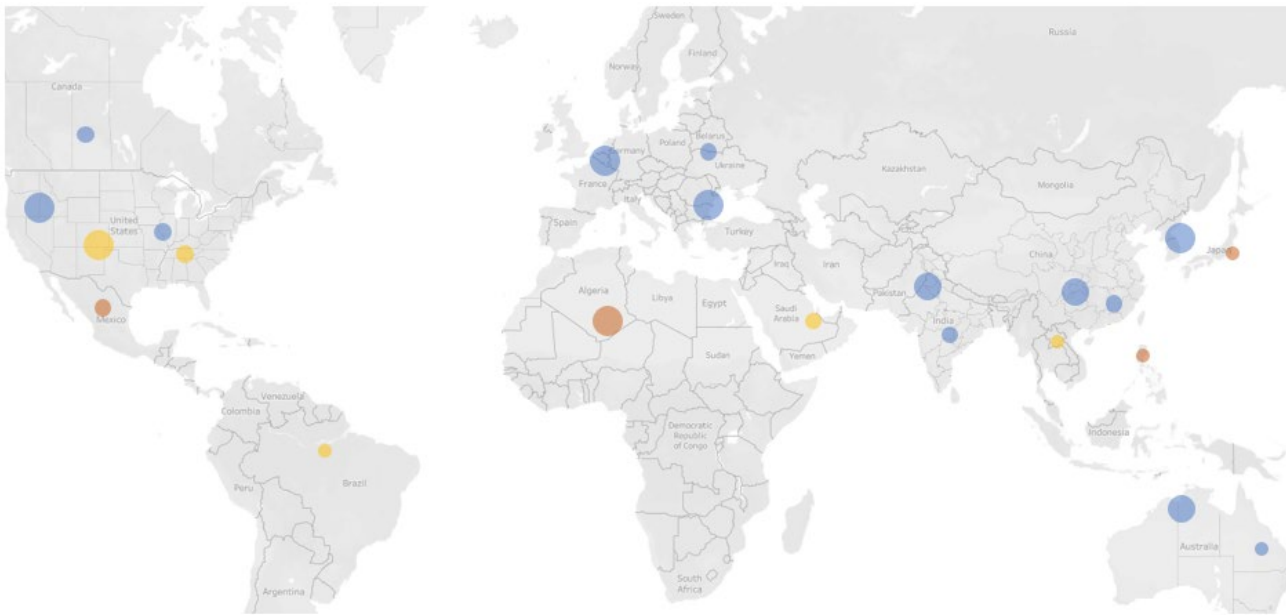 Sweden
Russia
Finland
Norway
Canada
Belarus
Poland
Germany
Ukraine
Kazakhstan
France
Mongolia
Italy
United
States
Spain
Turkey
Japan
China
Iraq
Iran
Algeria
Libya
Egypt
Pakistan
Saudi
Arabia
Mexico
India
Sudan
Yemen
Venezuela
Colombia
Democratic
Republic
of Congo
Indonesia
Peru
Brazil
Australia
South
Africa
Argentina